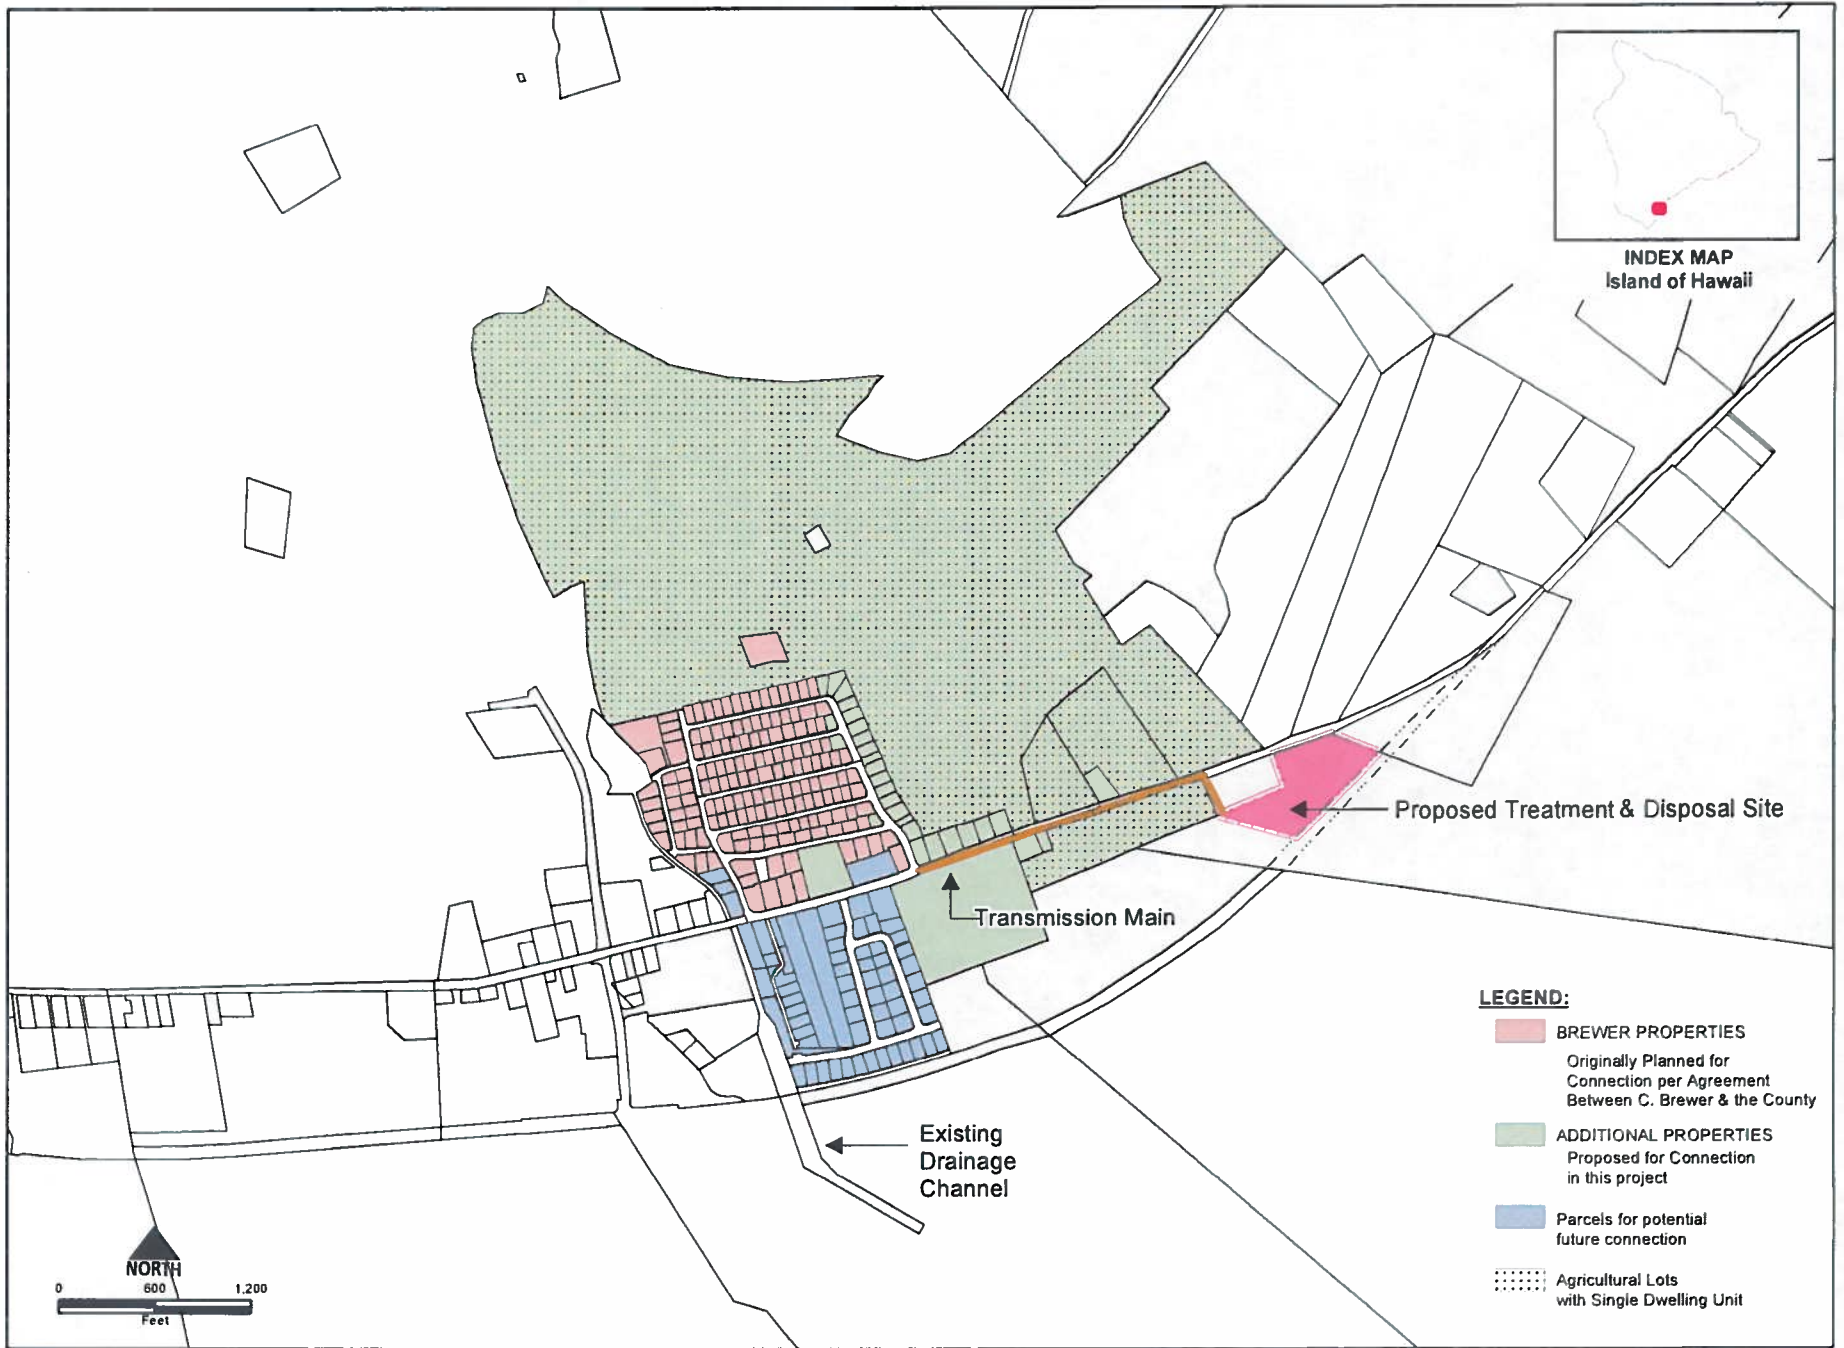 INDEX MAP
Island of Hawaii
Proposed Treatment & Disposal Site
Transmission Main
Existing
Drainage
Channel
LEGEND:
BREWER PROPERTIES
Originally Planned for
Connection per Agreement
Between C. Brewer & the County
ADDITIONAL PROPERTIES
Proposed for Connection
in this project
Parcels for potential
future connection
Agricultural Lots
with Single Dwelling Unit
NORTH
0 600 1,200
Feet